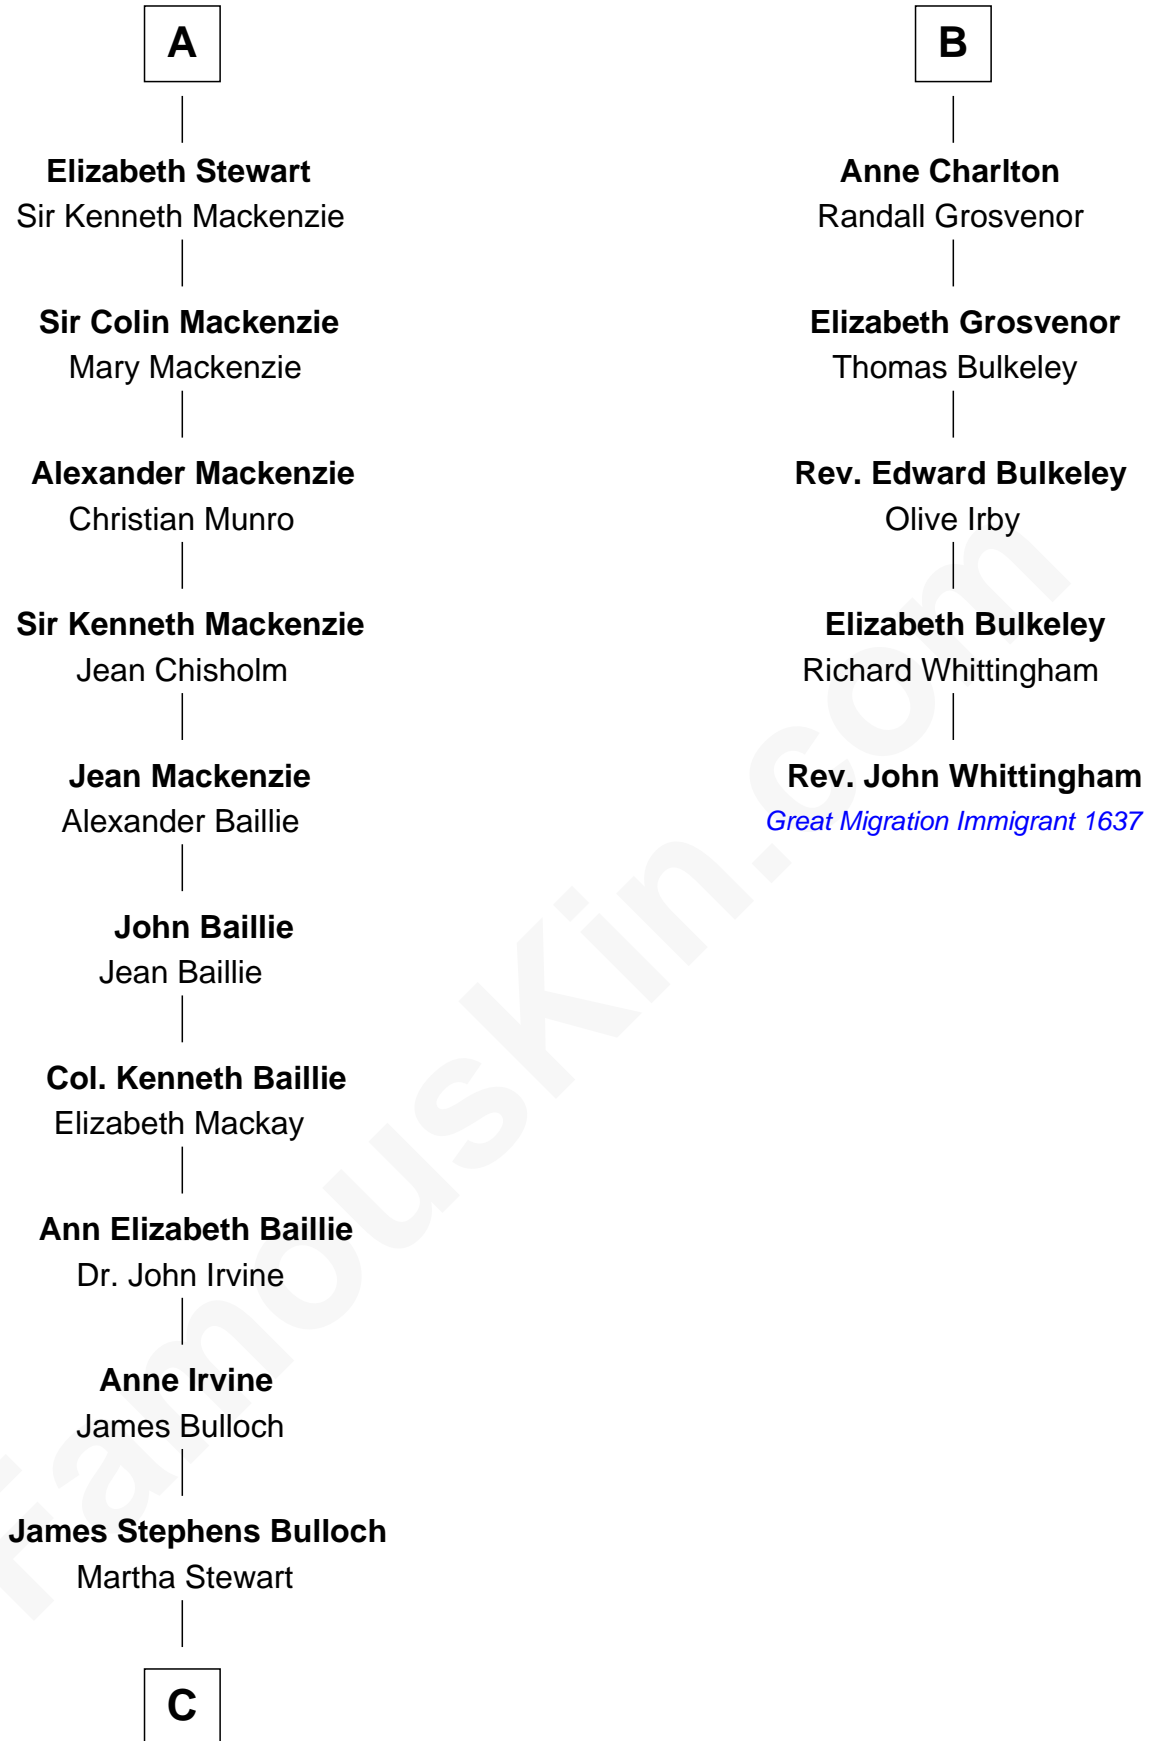 A
Elizabeth Stewart
Sir Kenneth Mackenzie
Sir Colin Mackenzie
Mary Mackenzie
Alexander Mackenzie
Christian Munro
Sir Kenneth Mackenzie
Jean Chisholm
Jean Mackenzie
Alexander Baillie
John Baillie
Jean Baillie
Col. Kenneth Baillie
Elizabeth Mackay
Ann Elizabeth Baillie
Dr. John Irvine
Anne Irvine
James Bulloch
James Stephens Bulloch
Martha Stewart
C
B
Anne Charlton
Randall Grosvenor
Elizabeth Grosvenor
Thomas Bulkeley
Rev. Edward Bulkeley
Olive Irby
Elizabeth Bulkeley
Richard Whittingham
Rev. John Whittingham
Great Migration Immigrant 1637
FamousKin.com